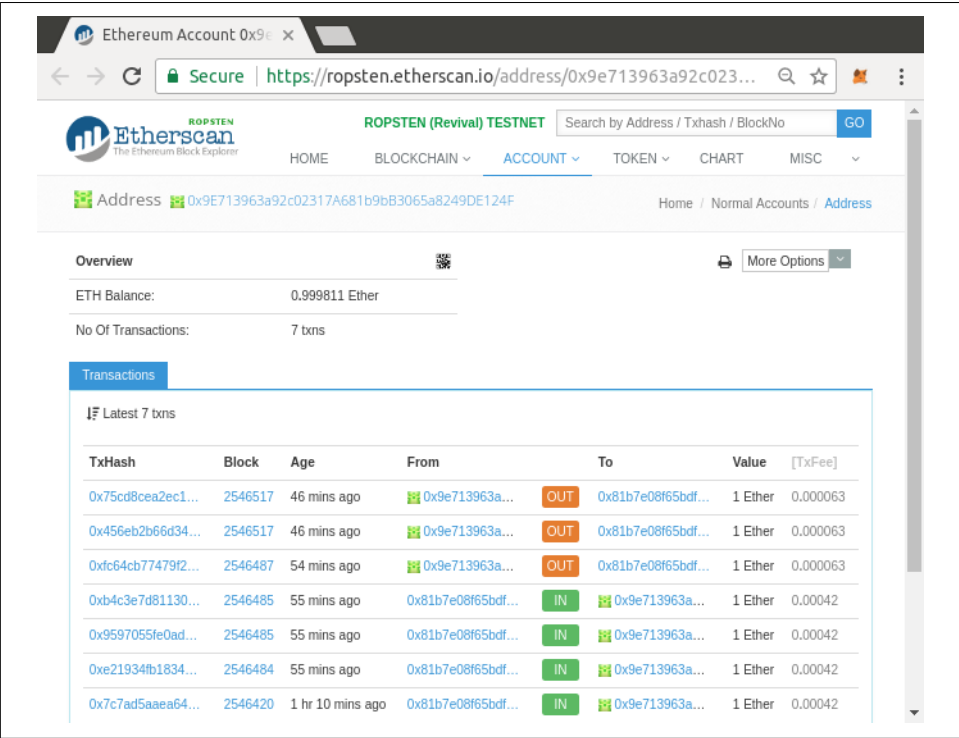 Ethereum Account 0x9e
Secure | https://ropsten.etherscan.io/address/0x9e713963a92c023...
ROPSTEN
Etherscan
The Ethereum Block Explorer
ROPSTEN (Revival) TESTNET Search by Address / Txhash / BlockNo GO
HOME BLOCKCHAIN ACCOUNT TOKEN CHART MISC
Address 0x9E713963a92c02317A681b9bB3065a8249DE124F Home / Normal Accounts / Address
Overview More Options
ETH Balance: 0.999811 Ether
No Of Transactions: 7 txns
Transactions
Latest 7 txns
TxHash Block Age From To Value [TxFee]
0x75cd8cea2ec1... 2546517 46 mins ago 0x9e713963a... OUT 0x81b7e08f65bdf... 1 Ether 0.000063
0x456eb2b66d34... 2546517 46 mins ago 0x9e713963a... OUT 0x81b7e08f65bdf... 1 Ether 0.000063
0xfc64cb77479f2... 2546487 54 mins ago 0x9e713963a... OUT 0x81b7e08f65bdf... 1 Ether 0.000063
0xb4c3e7d81130... 2546485 55 mins ago 0x81b7e08f65bdf... IN 0x9e713963a... 1 Ether 0.00042
0x9597055fe0ad... 2546485 55 mins ago 0x81b7e08f65bdf... IN 0x9e713963a... 1 Ether 0.00042
0xe21934fb1834... 2546484 55 mins ago 0x81b7e08f65bdf... IN 0x9e713963a... 1 Ether 0.00042
0x7c7ad5aaea64... 2546420 1 hr 10 mins ago 0x81b7e08f65bdf... IN 0x9e713963a... 1 Ether 0.00042